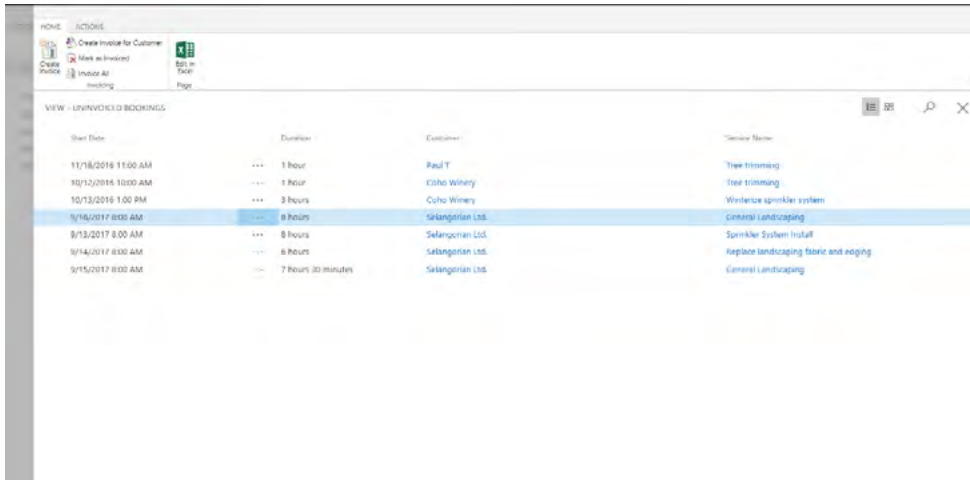 HOME ACTIONS
Create Invoice for Customer
Mark as Invoiced
Invoice All
Create Invoice
Edit in Excel
Invoicing Page
VIEW - UNINVOICED BOOKINGS
Start Date Duration Customer Service Name
11/18/2016 11:00 AM ... 1 hour Paul T Tree trimming
10/12/2016 10:00 AM ... 1 hour Coho Winery Tree trimming
10/13/2016 1:00 PM ... 3 hours Coho Winery Winterize sprinkler system
9/16/2017 8:00 AM ... 8 hours Selangorian Ltd. General Landscaping
9/13/2017 8:00 AM ... 8 hours Selangorian Ltd. Sprinkler System Install
9/14/2017 8:00 AM ... 6 hours Selangorian Ltd. Replace landscaping fabric and edging
9/15/2017 8:00 AM ... 7 hours 30 minutes Selangorian Ltd. General Landscaping